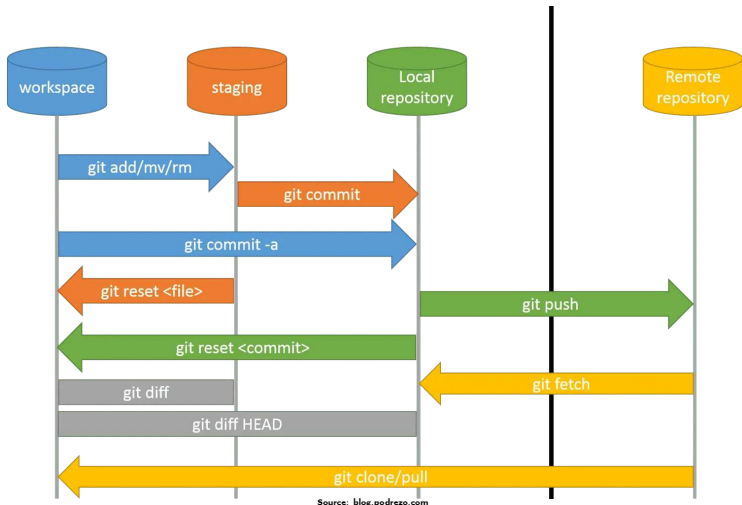 workspace
staging
Local
repository
Remote
repository
git add/mv/rm
git commit
git commit -a
git reset <file>
git push
git reset <commit>
git fetch
git diff
git diff HEAD
git clone/pull
Source: blog.podrezo.com